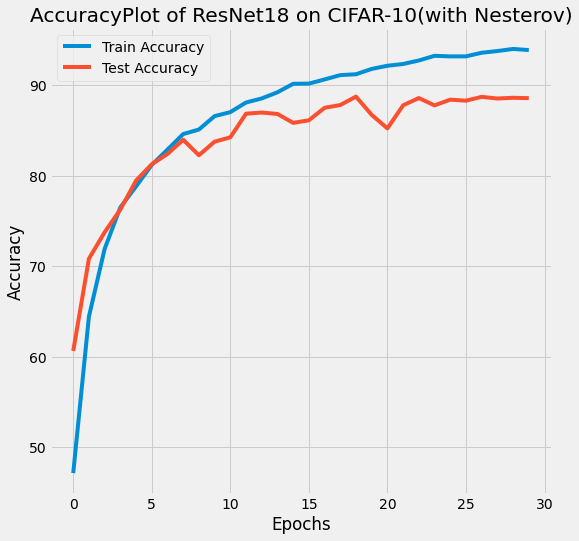 AccuracyPlot of ResNet18 on CIFAR-10(with Nesterov)
Train Accuracy
Test Accuracy
90
80
70
60
50
Accuracy
0 5 10 15 20 25 30
Epochs